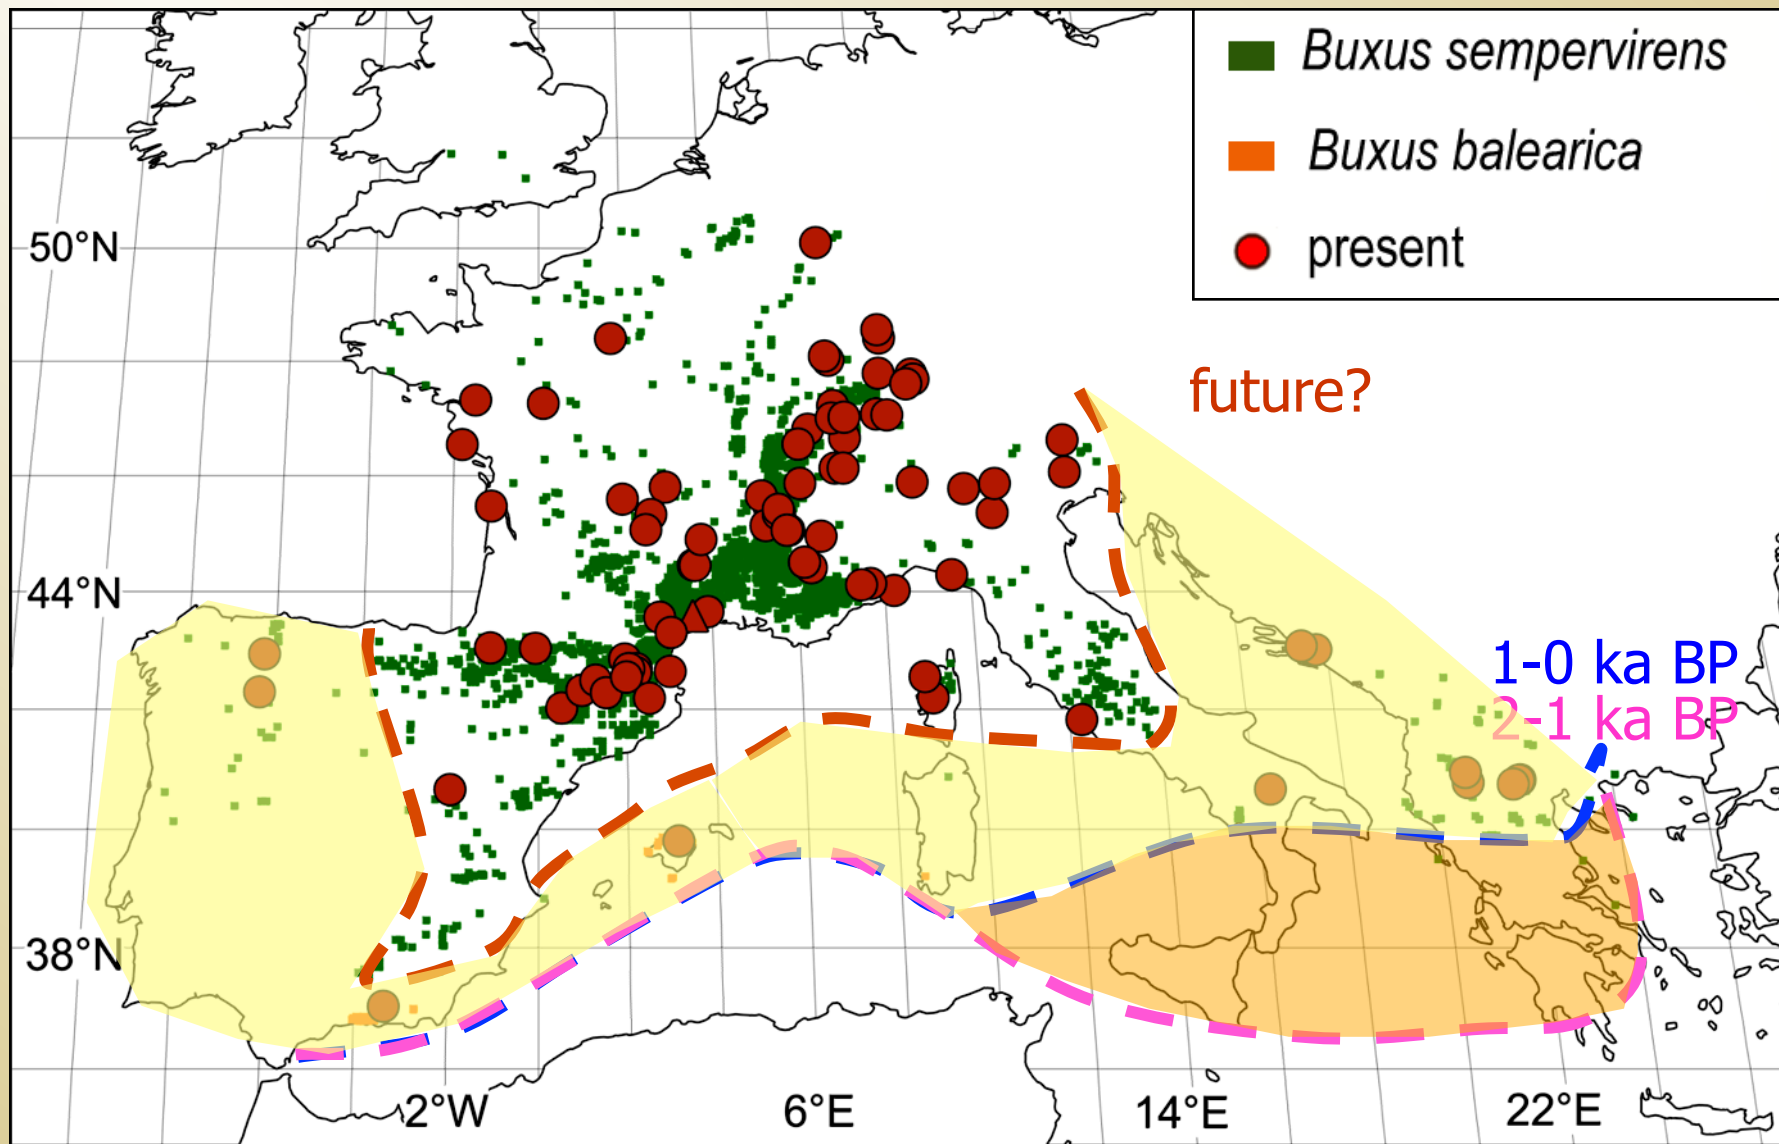 Buxus sempervirens
Buxus balearica
present
50°N
future?
44°N
1-0 ka BP
2-1 ka BP
38°N
2°W
6°E
14°E
22°E